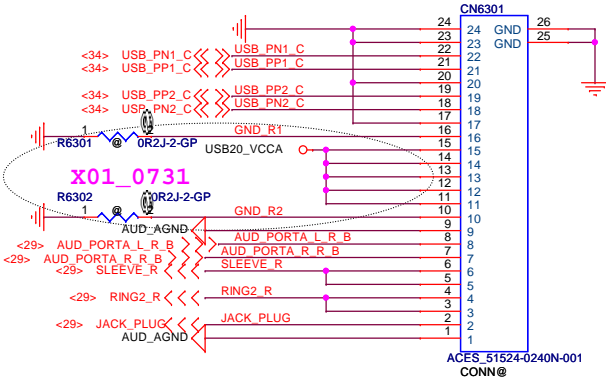 CN6301
24 24 GND 26
23 23 GND 25
<34> USB_PN1_C USB_PN1_C 22 22
<34> USB_PP1_C USB_PP1_C 21 21
20 20
<34> USB_PP2_C USB_PP2_C 19 19
<34> USB_PN2_C USB_PN2_C 18 18
17 17
1 2 GND_R1 16 16
R6301 @ 0R2J-2-GP
USB20_VCCA 15 15
14 14
X01_0731 13 13
12 12
R6302 0R2J-2-GP 11 11
1 @ 2 GND_R2 10 10
AUD_AGND 9 9
<29> AUD_PORTA_L_R_B AUD_PORTA_L_R_B 8 8
<29> AUD_PORTA_R_R_B AUD_PORTA_R_R_B 7 7
<29> SLEEVE_R SLEEVE_R 6 6
5 5
<29> RING2_R RING2_R 4 4
3 3
<29> JACK_PLUG JACK_PLUG 2 2
AUD_AGND 1 1
ACES_51524-0240N-001
CONN@